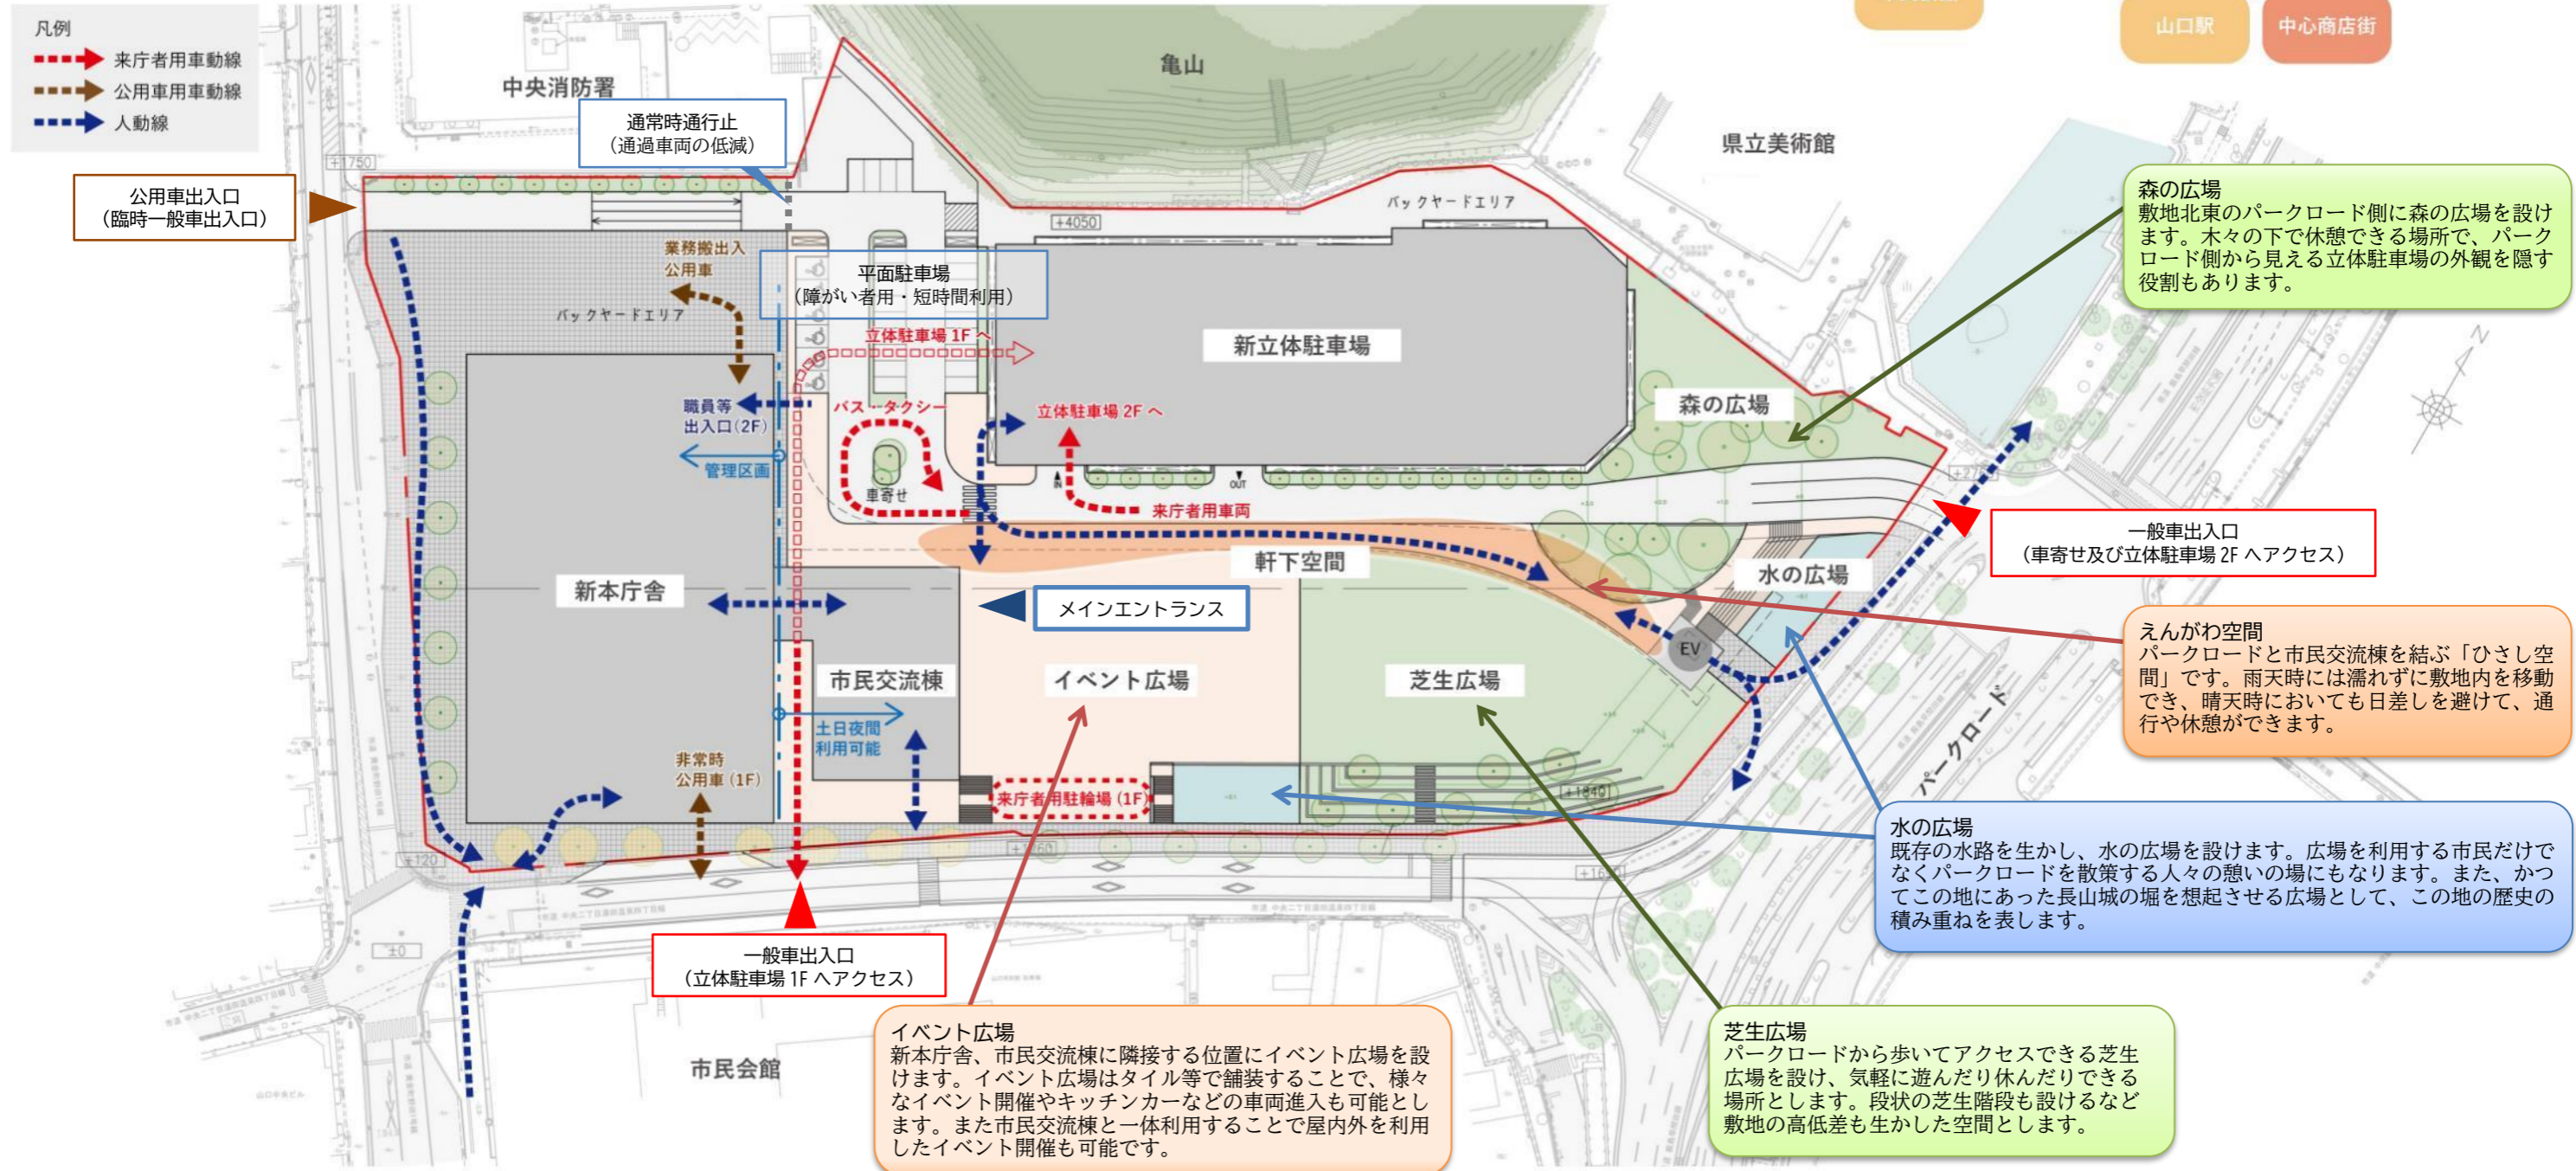 凡例
来庁者用車動線
公用車用車動線
人動線
山口駅
中心商店街
中央消防署
亀山
県立美術館
通常時通行止
（通過車両の低減）
+1750
公用車出入口
（臨時一般車出入口）
+4050
バックヤードエリア
森の広場
敷地北東のパークロード側に森の広場を設け
ます。木々の下で休憩できる場所で、パーク
ロード側から見える立体駐車場の外観を隠す
役割もあります。
業務搬出入
公用車
平面駐車場
（障がい者用・短時間利用）
バックヤードエリア
立体駐車場 1F へ
新立体駐車場
N
職員等
出入口(2F)
バス・タクシー
立体駐車場 2F へ
森の広場
管理区画
車寄せ
IN
OUT
来庁者用車両
一般車出入口
（車寄せ及び立体駐車場 2F へアクセス）
軒下空間
水の広場
新本庁舎
メインエントランス
EV
えんがわ空間
パークロードと市民交流棟を結ぶ「ひさし空
間」です。雨天時には濡れずに敷地内を移動
でき、晴天時においても日差しを避けて、通
行や休憩ができます。
市民交流棟
イベント広場
芝生広場
土日夜間
利用可能
パークロード
非常時
公用車 (1F)
来庁者用駐輪場 (1F)
+1840
水の広場
既存の水路を生かし、水の広場を設けます。広場を利用する市民だけで
なくパークロードを散策する人々の憩いの場にもなります。また、かつ
てこの地にあった長山城の堀を想起させる広場として、この地の歴史の
積み重ねを表します。
+120
±0
一般車出入口
（立体駐車場 1F へアクセス）
市民会館
山口中央ビル
イベント広場
新本庁舎、市民交流棟に隣接する位置にイベント広場を設
けます。イベント広場はタイル等で舗装することで、様々
なイベント開催やキッチンカーなどの車両進入も可能とし
ます。また市民交流棟と一体利用することで屋内外を利用
したイベント開催も可能です。
芝生広場
パークロードから歩いてアクセスできる芝生
広場を設け、気軽に遊んだり休んだりできる
場所とします。段状の芝生階段も設けるなど
敷地の高低差も生かした空間とします。